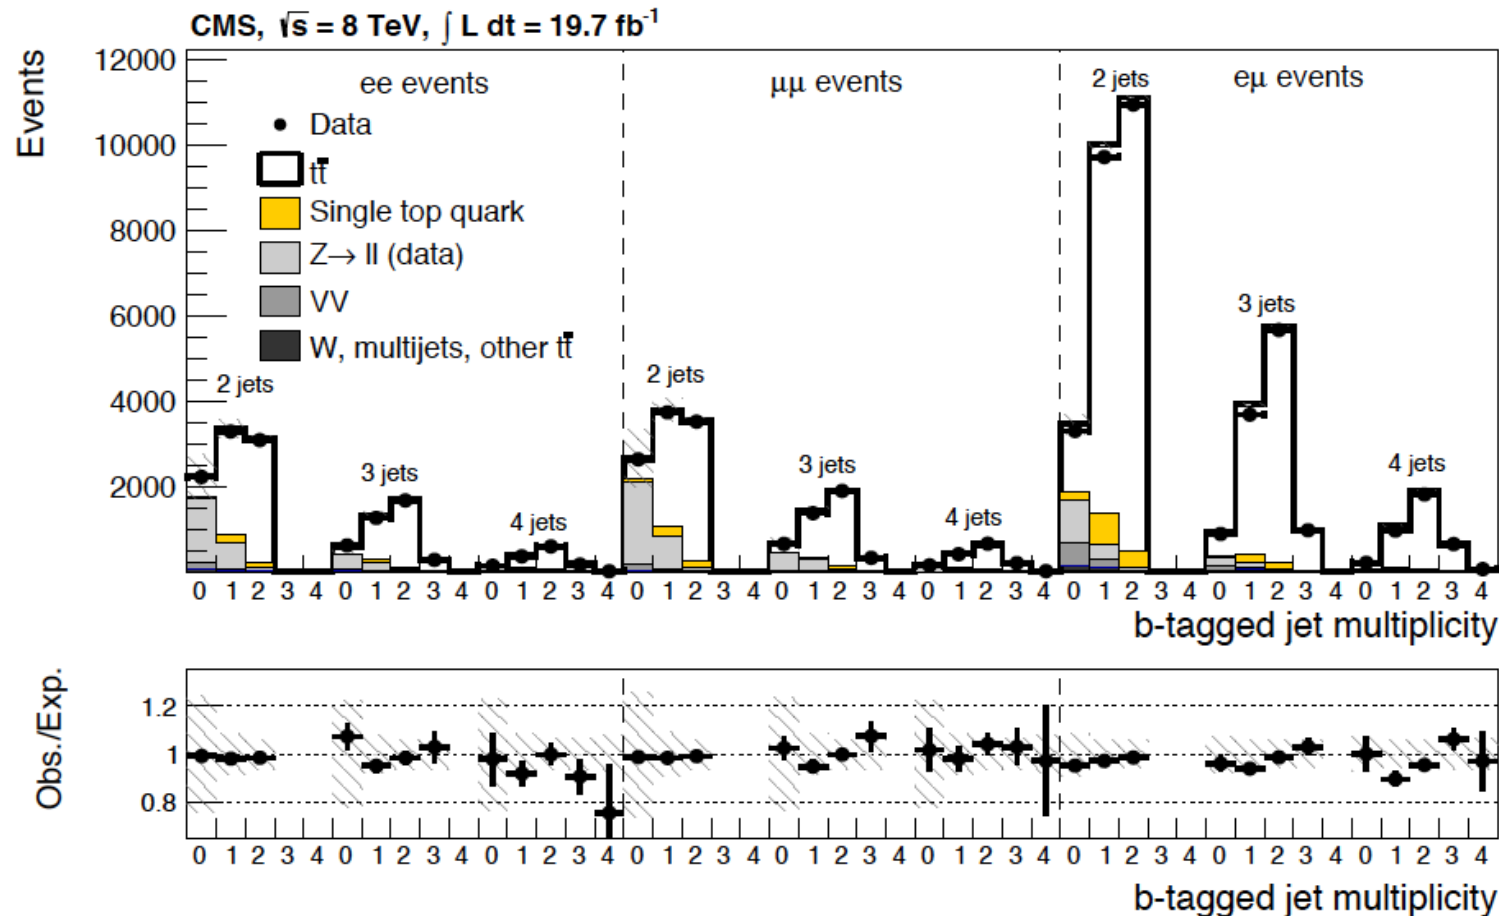 CMS, √s = 8 TeV, ∫ L dt = 19.7 fb⁻¹
Events
12000
10000
8000
6000
4000
2000
ee events
μμ events
eμ events
Data
tt̄
Single top quark
Z→ ll (data)
VV
W, multijets, other tt̄
2 jets
3 jets
4 jets
2 jets
3 jets
4 jets
2 jets
3 jets
4 jets
0 1 2 3 4 0 1 2 3 4 0 1 2 3 4 0 1 2 3 4 0 1 2 3 4 0 1 2 3 4 0 1 2 3 4 0 1 2 3 4 0 1 2 3 4
b-tagged jet multiplicity
Obs./Exp.
1.2
1
0.8
0 1 2 3 4 0 1 2 3 4 0 1 2 3 4 0 1 2 3 4 0 1 2 3 4 0 1 2 3 4 0 1 2 3 4 0 1 2 3 4 0 1 2 3 4
b-tagged jet multiplicity